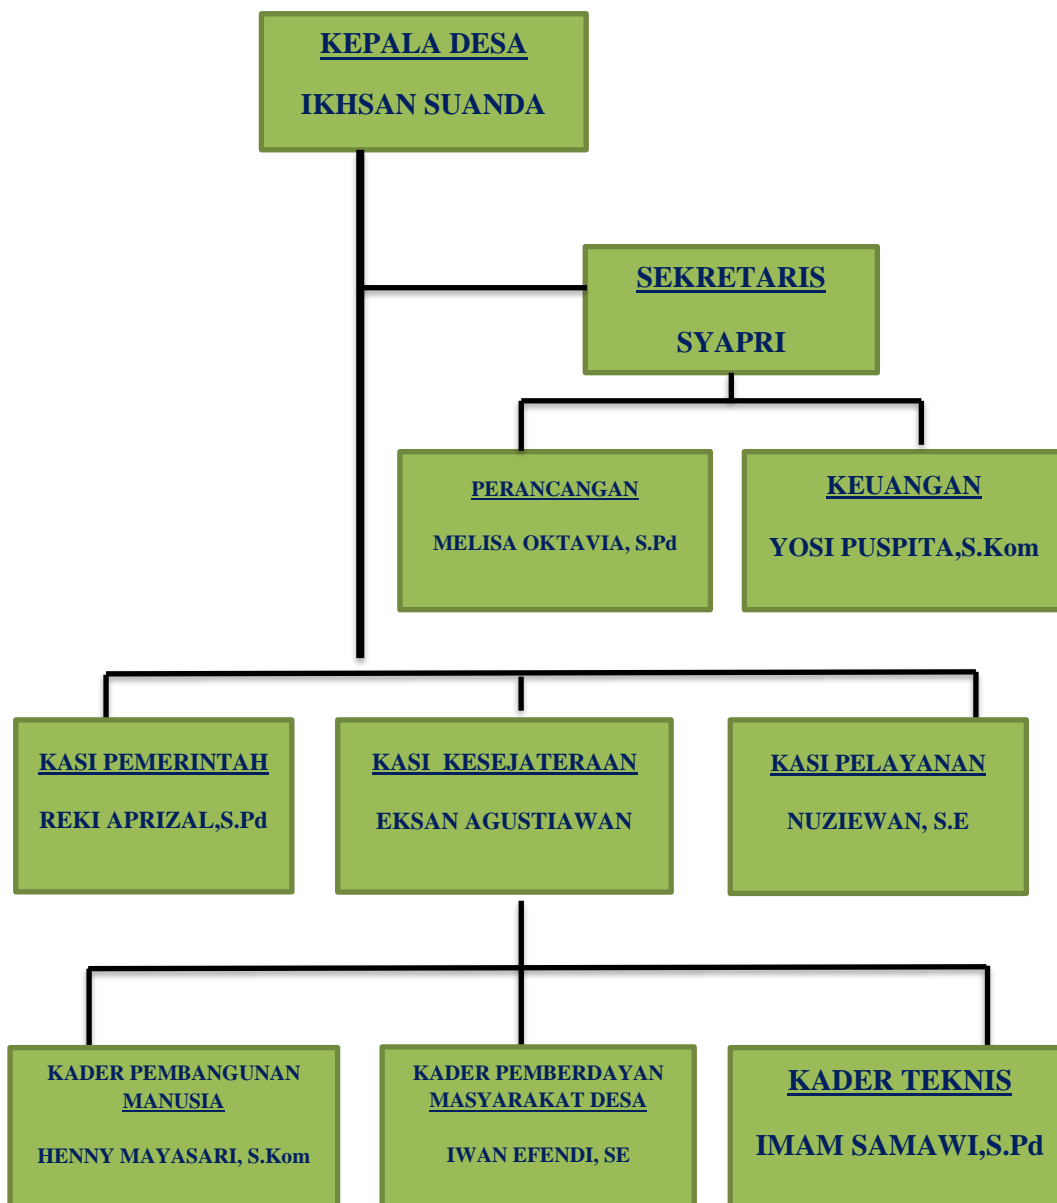 KEPALA DESA
IKHSAN SUANDA
SEKRETARIS
SYAPRI
PERANCANGAN
MELISA OKTAVIA, S.Pd
KEUANGAN
YOSI PUSPITA,S.Kom
KASI PEMERINTAH
REKI APRIZAL,S.Pd
KASI KESEJATERAAN
EKSAN AGUSTIAWAN
KASI PELAYANAN
NUZIEWAN, S.E
KADER PEMBANGUNAN
MANUSIA
HENNY MAYASARI, S.Kom
KADER PEMBERDAYAN
MASYARAKAT DESA
IWAN EFENDI, SE
KADER TEKNIS
IMAM SAMAWI,S.Pd